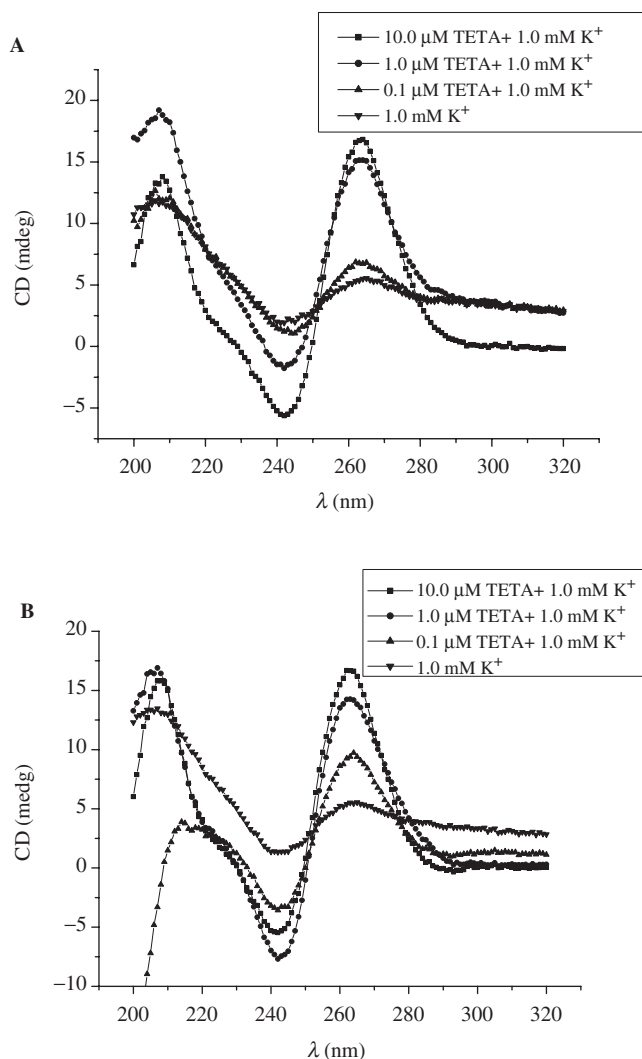 A
10.0 μM TETA+ 1.0 mM K⁺
1.0 μM TETA+ 1.0 mM K⁺
0.1 μM TETA+ 1.0 mM K⁺
1.0 mM K⁺
20
15
10
5
0
−5
CD (mdeg)
200 220 240 260 280 300 320
λ (nm)
B
10.0 μM TETA+ 1.0 mM K⁺
1.0 μM TETA+ 1.0 mM K⁺
0.1 μM TETA+ 1.0 mM K⁺
1.0 mM K⁺
20
15
10
5
0
−5
−10
CD (medg)
200 220 240 260 280 300 320
λ (nm)